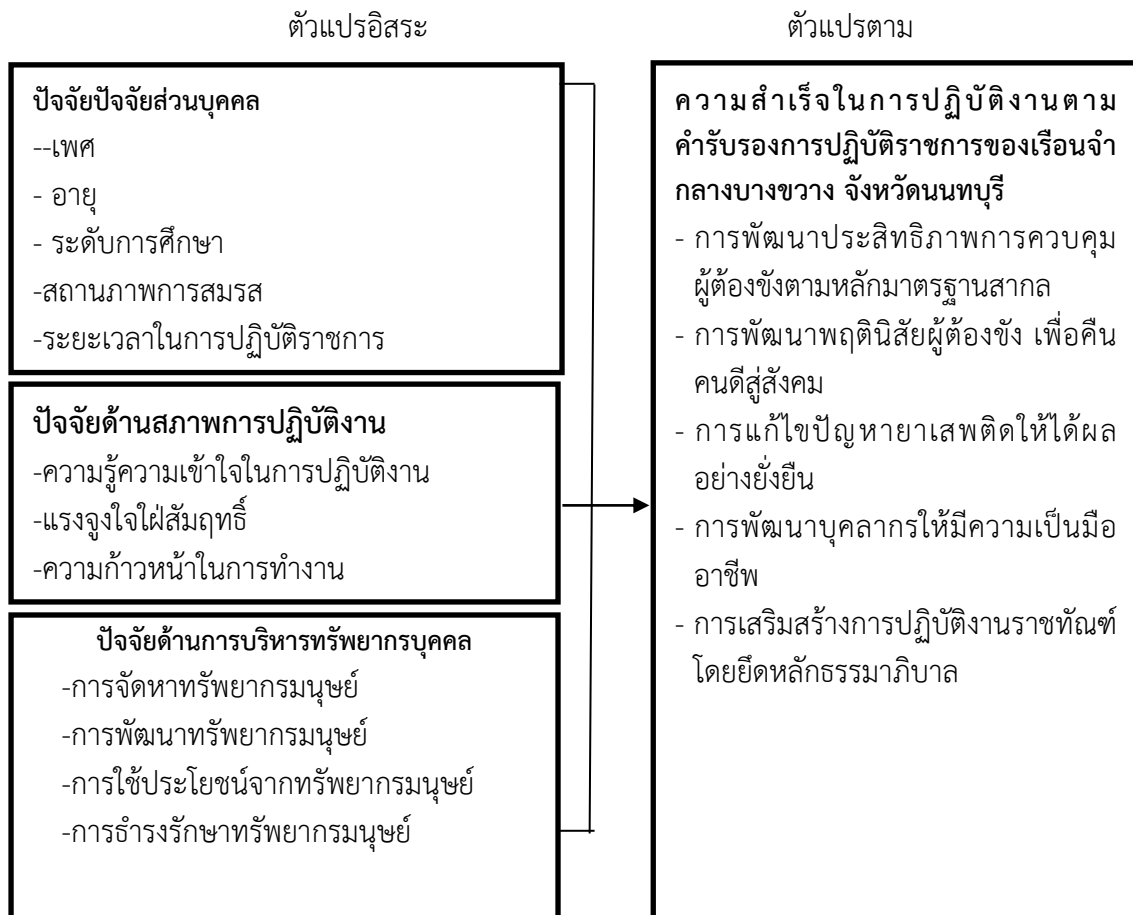 ตัวแปรอิสระ
ตัวแปรตาม
ปัจจัยปัจจัยส่วนบุคคล
--เพศ
- อายุ
- ระดับการศึกษา
-สถานภาพการสมรส
-ระยะเวลาในการปฏิบัติราชการ
ปัจจัยด้านสภาพการปฏิบัติงาน
-ความรู้ความเข้าใจในการปฏิบัติงาน
-แรงจูงใจใฝ่สัมฤทธิ์
-ความก้าวหน้าในการทำงาน
ปัจจัยด้านการบริหารทรัพยากรบุคคล
-การจัดหาทรัพยากรมนุษย์
-การพัฒนาทรัพยากรมนุษย์
-การใช้ประโยชน์จากทรัพยากรมนุษย์
-การธำรงรักษาทรัพยากรมนุษย์
ความสำเร็จในการปฏิบัติงานตาม
คำรับรองการปฏิบัติราชการของเรือนจำ
กลางบางขวาง จังหวัดนนทบุรี
- การพัฒนาประสิทธิภาพการควบคุม
ผู้ต้องขังตามหลักมาตรฐานสากล
- การพัฒนาพฤตินิสัยผู้ต้องขัง เพื่อคืน
คนดีสู่สังคม
- การแก้ไขปัญหายาเสพติดให้ได้ผล
อย่างยั่งยืน
- การพัฒนาบุคลากรให้มีความเป็นมือ
อาชีพ
- การเสริมสร้างการปฏิบัติงานราชทัณฑ์
โดยยึดหลักธรรมาภิบาล